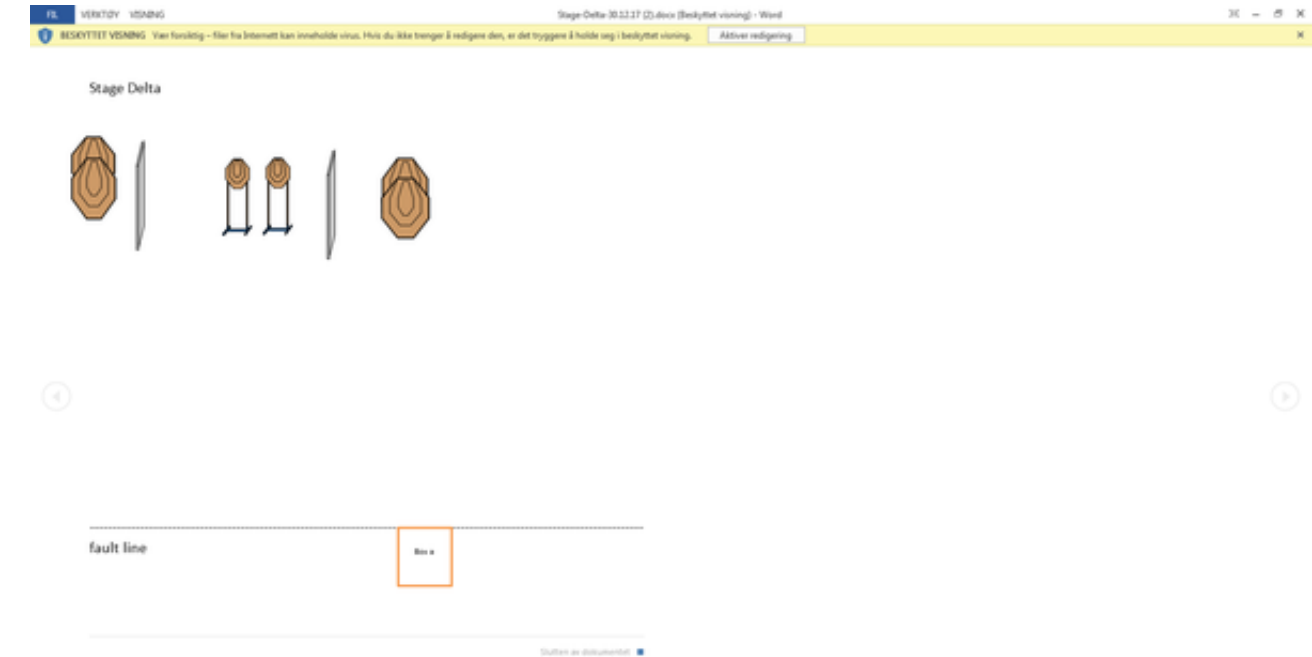 FIL VERKTØY VISNING
Stage-Delta-30.12.17 (2).docx [Beskyttet visning] - Word
BESKYTTET VISNING Vær forsiktig – filer fra Internett kan inneholde virus. Hvis du ikke trenger å redigere den, er det tryggere å holde seg i beskyttet visning. Aktiver redigering
Stage Delta
fault line
Box a
Slutten av dokumentet